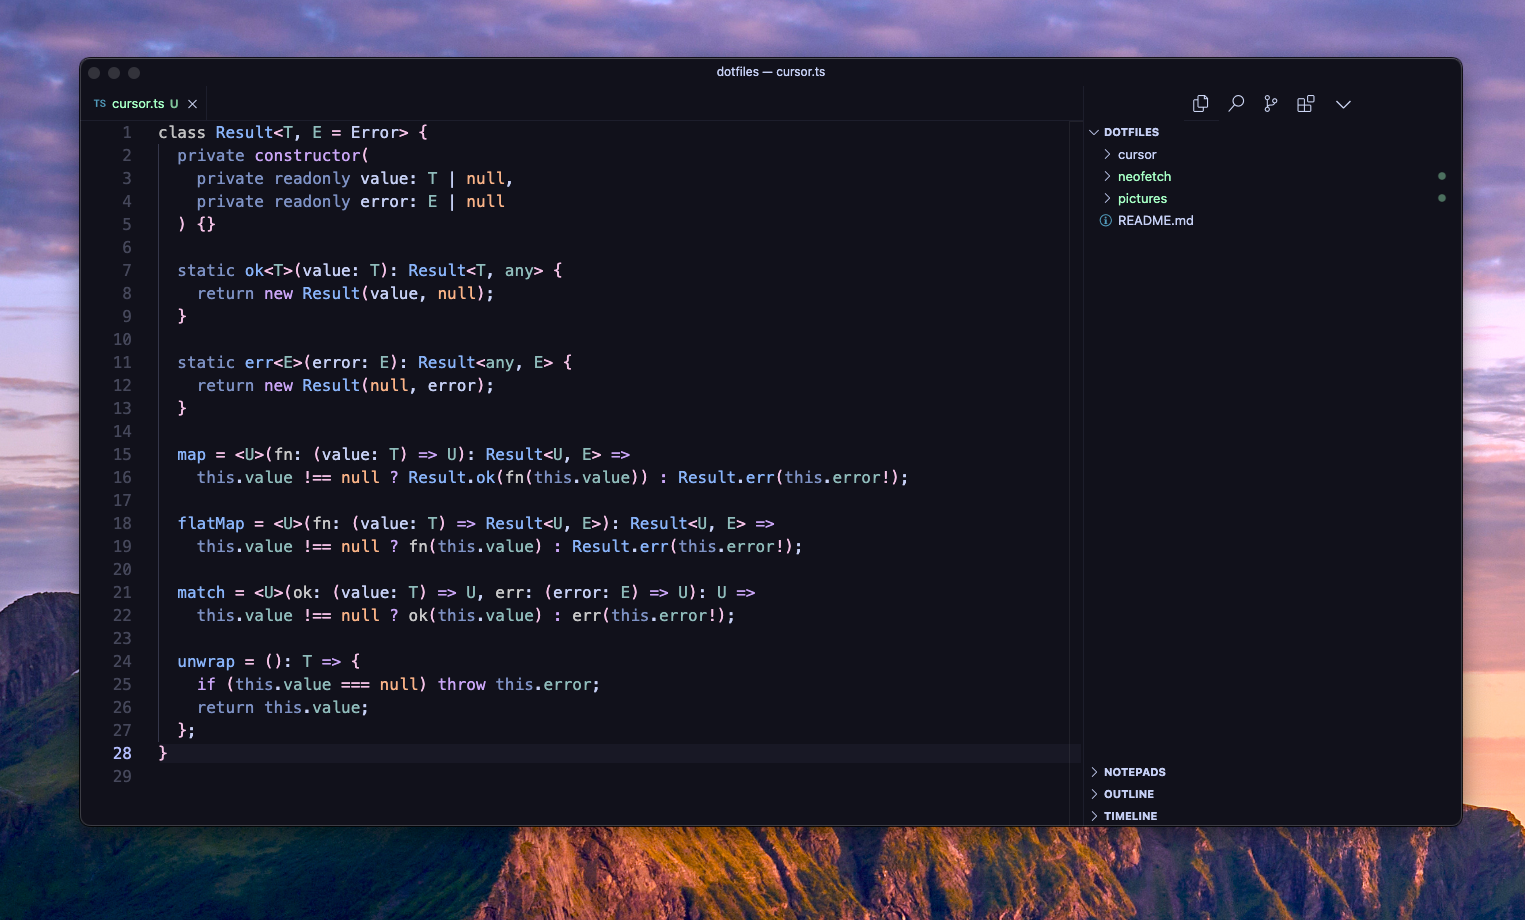 dotfiles — cursor.ts
TS cursor.ts U
1 class Result<T, E = Error> {
2   private constructor(
3     private readonly value: T | null,
4     private readonly error: E | null
5   ) {}
6
7   static ok<T>(value: T): Result<T, any> {
8     return new Result(value, null);
9   }
10
11   static err<E>(error: E): Result<any, E> {
12     return new Result(null, error);
13   }
14
15   map = <U>(fn: (value: T) => U): Result<U, E> =>
16     this.value !== null ? Result.ok(fn(this.value)) : Result.err(this.error!);
17
18   flatMap = <U>(fn: (value: T) => Result<U, E>): Result<U, E> =>
19     this.value !== null ? fn(this.value) : Result.err(this.error!);
20
21   match = <U>(ok: (value: T) => U, err: (error: E) => U): U =>
22     this.value !== null ? ok(this.value) : err(this.error!);
23
24   unwrap = (): T => {
25     if (this.value === null) throw this.error;
26     return this.value;
27   };
28 }
29
DOTFILES
cursor
neofetch
pictures
README.md
NOTEPADS
OUTLINE
TIMELINE